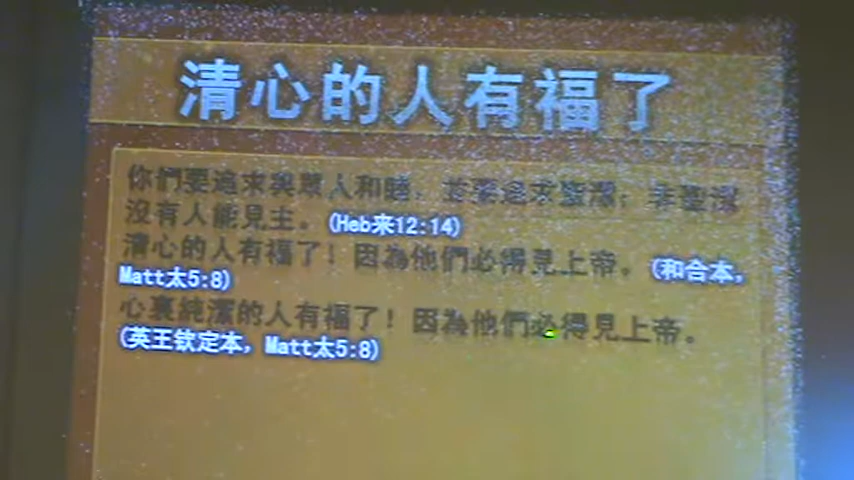 清心的人有福了
你們要追求與眾人和睦，並要追求聖潔；非聖潔
沒有人能見主。(Heb来12:14)
清心的人有福了！因為他們必得見上帝。(和合本，
Matt太5:8)
心裏純潔的人有福了！因為他們必得見上帝。
(英王钦定本，Matt太5:8)